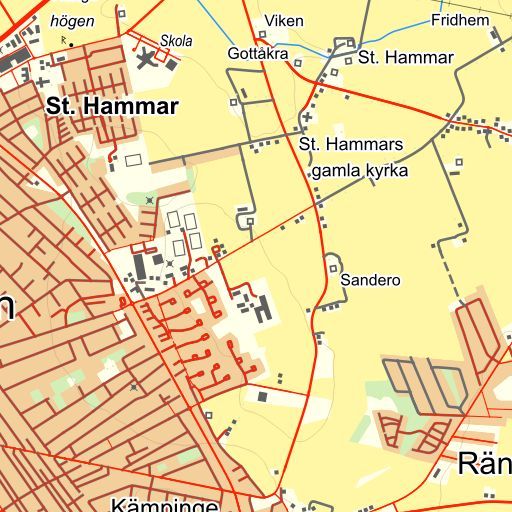 högen
Viken
Fridhem
Skola
Gottåkra
St. Hammar
St. Hammar
St. Hammars
gamla kyrka
Sandero
n
Rän
Kämpinge